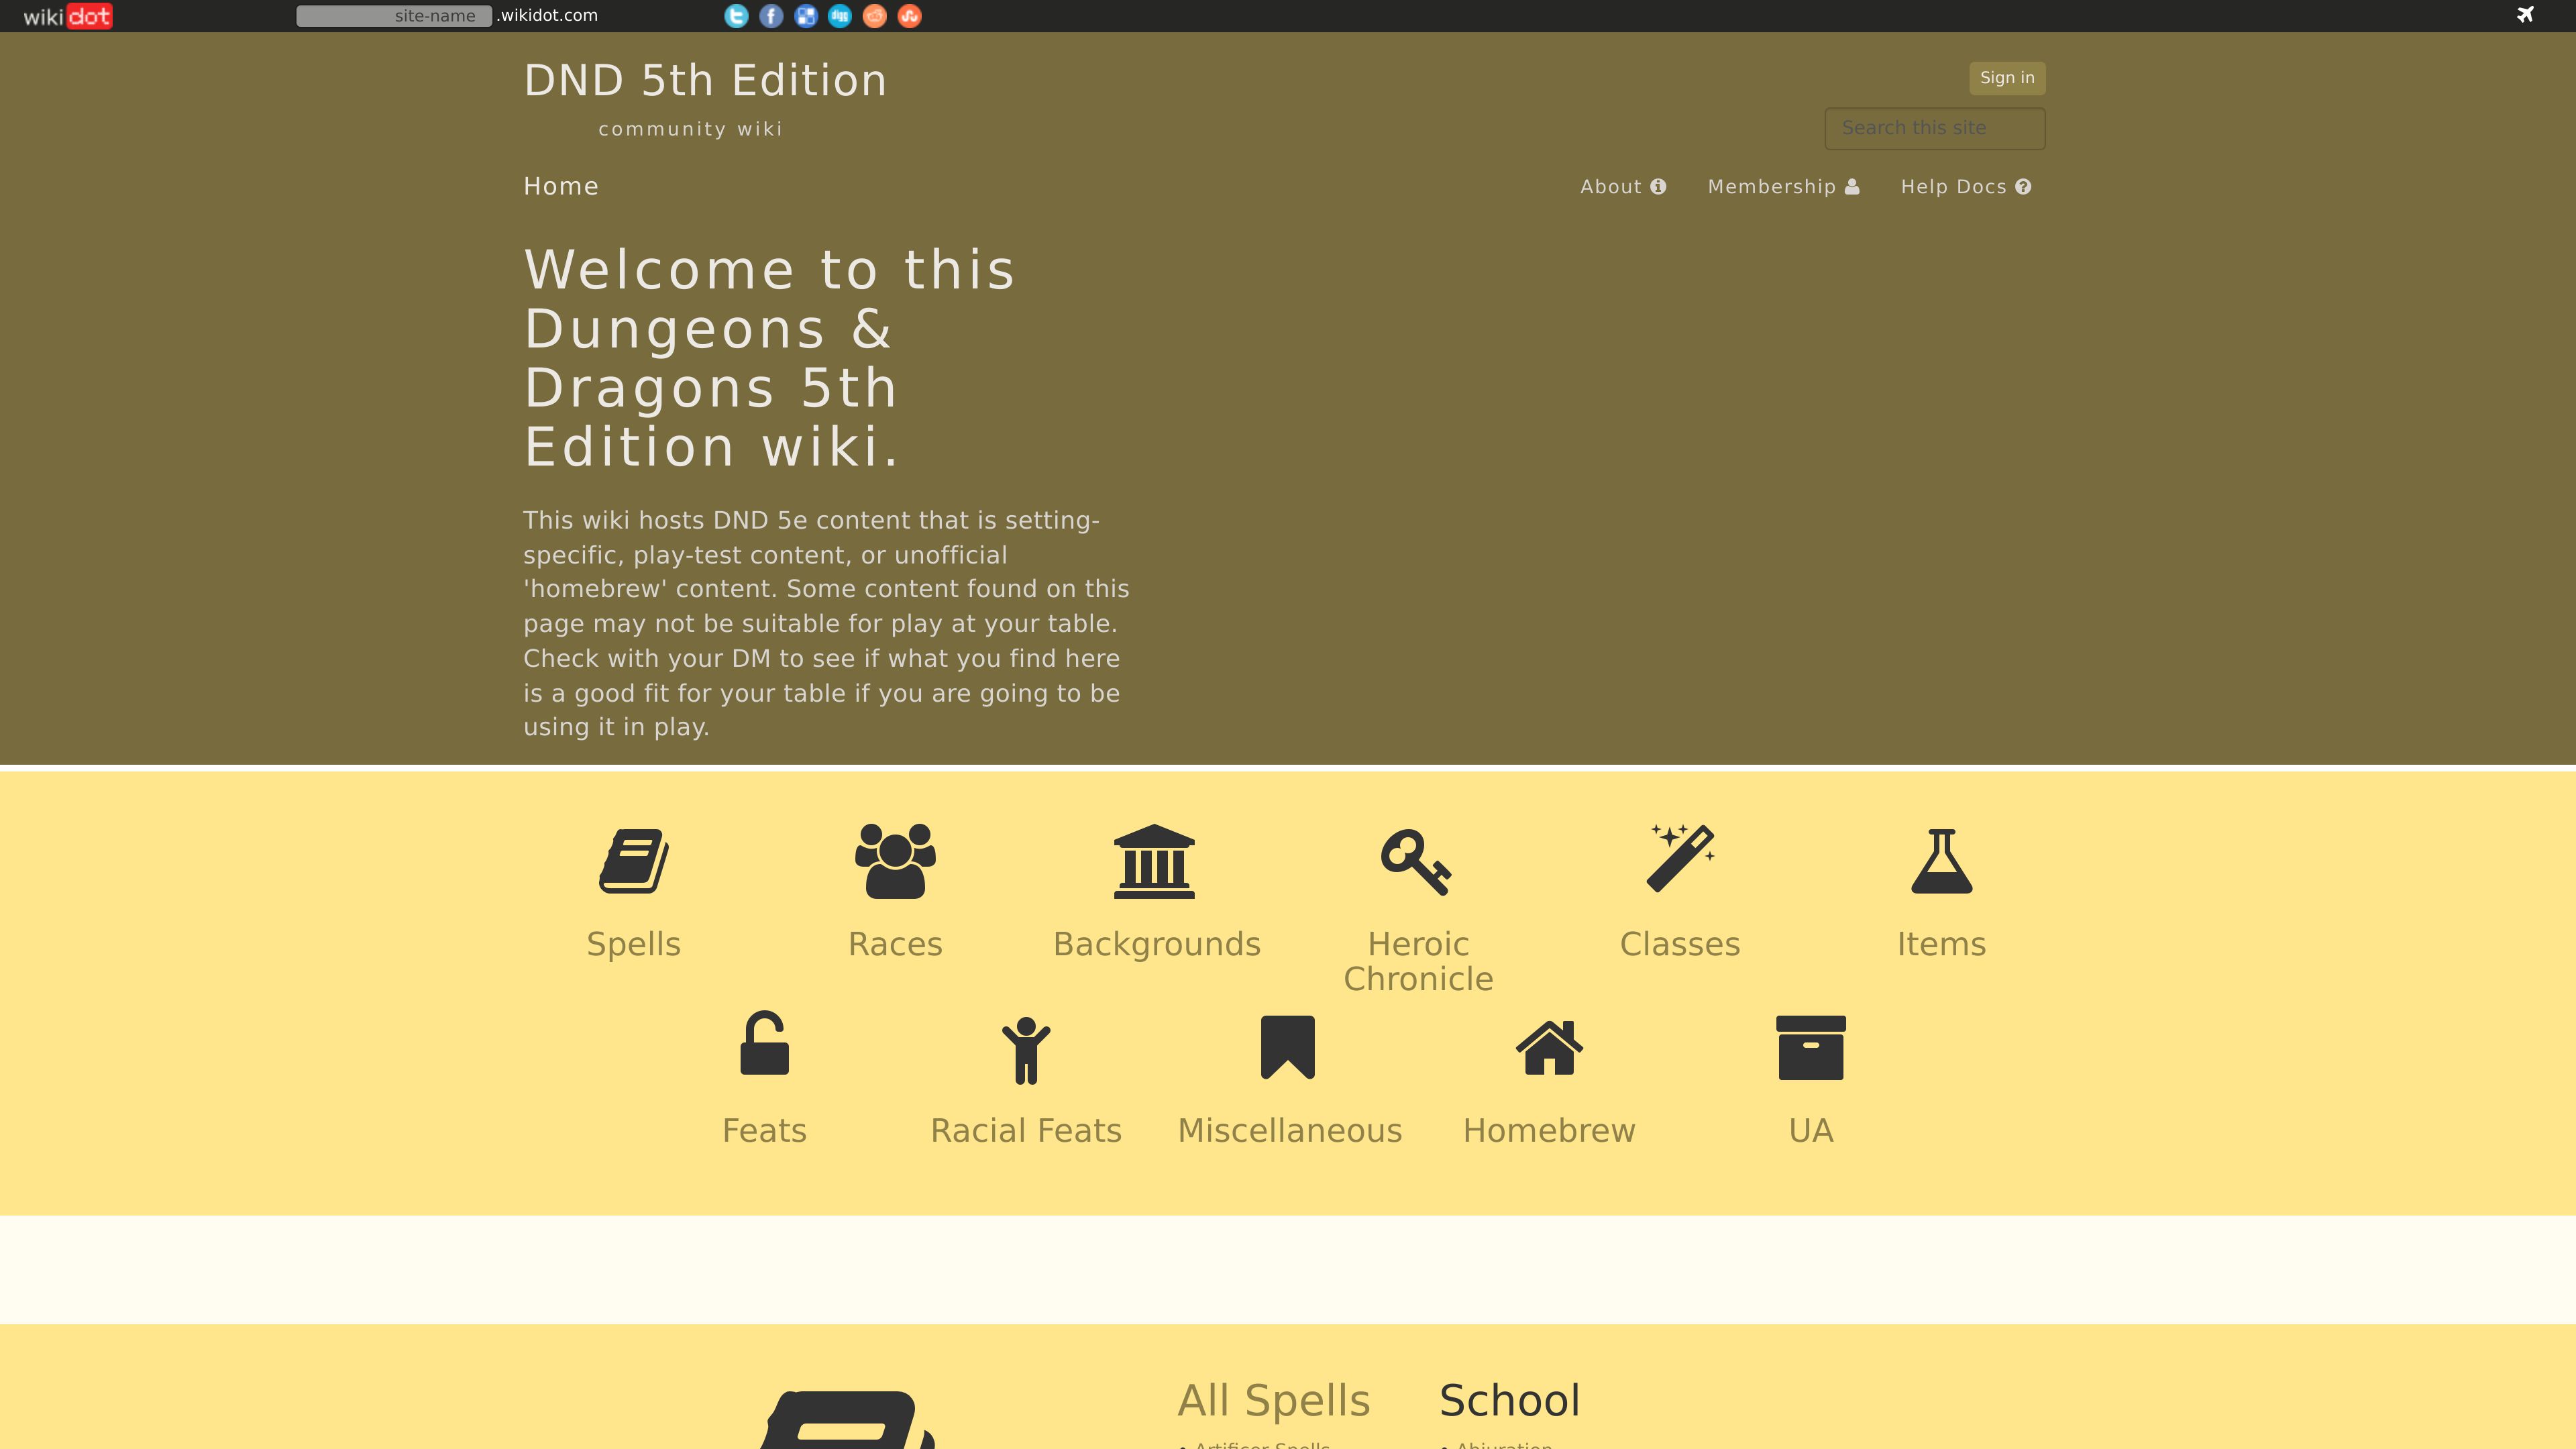 wikidot
site-name .wikidot.com
digg
DND 5th Edition
Sign in
community wiki
Search this site
Home
About
Membership
Help Docs
Welcome to this
Dungeons &
Dragons 5th
Edition wiki.
This wiki hosts DND 5e content that is setting-
specific, play-test content, or unofficial
'homebrew' content. Some content found on this
page may not be suitable for play at your table.
Check with your DM to see if what you find here
is a good fit for your table if you are going to be
using it in play.
Spells
Races
Backgrounds
Heroic
Chronicle
Classes
Items
Feats
Racial Feats
Miscellaneous
Homebrew
UA
All Spells
School
Artificer Spells
Abjuration